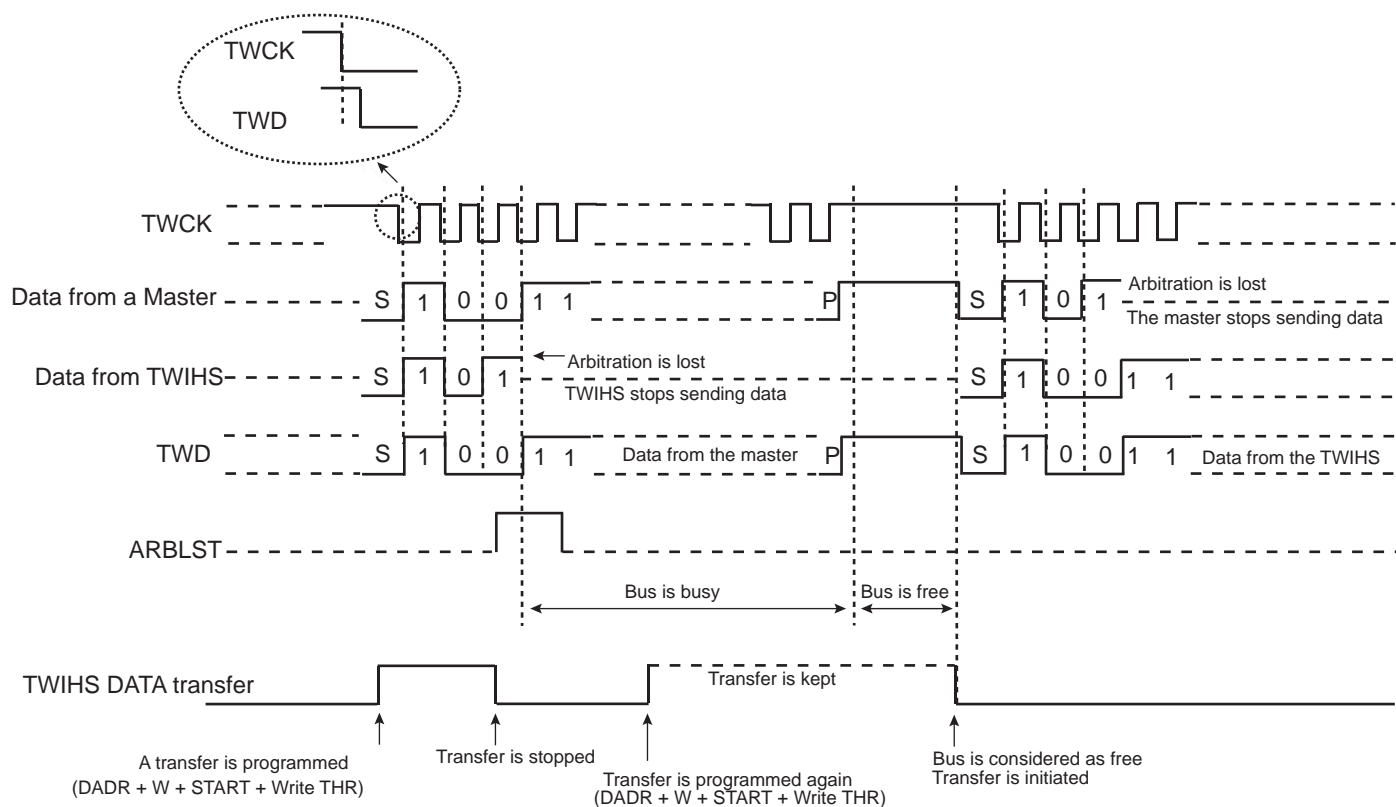 TWCK
TWD
TWCK
Data from a Master
S 1 0 0 1 1
P
S 1 0 1
Arbitration is lost
The master stops sending data
Data from TWIHS
S 1 0 1
Arbitration is lost
TWIHS stops sending data
S 1 0 0 1 1
TWD
S 1 0 0 1 1
Data from the master
P
S 1 0 0 1 1
Data from the TWIHS
ARBLST
Bus is busy
Bus is free
TWIHS DATA transfer
Transfer is kept
A transfer is programmed
(DADR + W + START + Write THR)
Transfer is stopped
Transfer is programmed again
(DADR + W + START + Write THR)
Bus is considered as free
Transfer is initiated